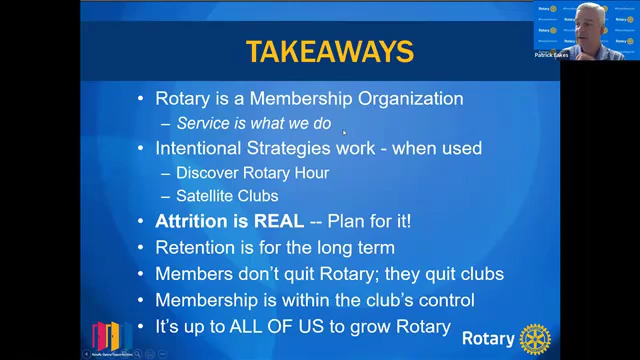 TAKEAWAYS
• Rotary is a Membership Organization
– Service is what we do
• Intentional Strategies work - when used
– Discover Rotary Hour
– Satellite Clubs
• Attrition is REAL -- Plan for it!
• Retention is for the long term
• Members don't quit Rotary; they quit clubs
• Membership is within the club's control
• It's up to ALL OF US to grow Rotary
Rotary
Rotary
Rotary
Rotary
Patrick Eakes